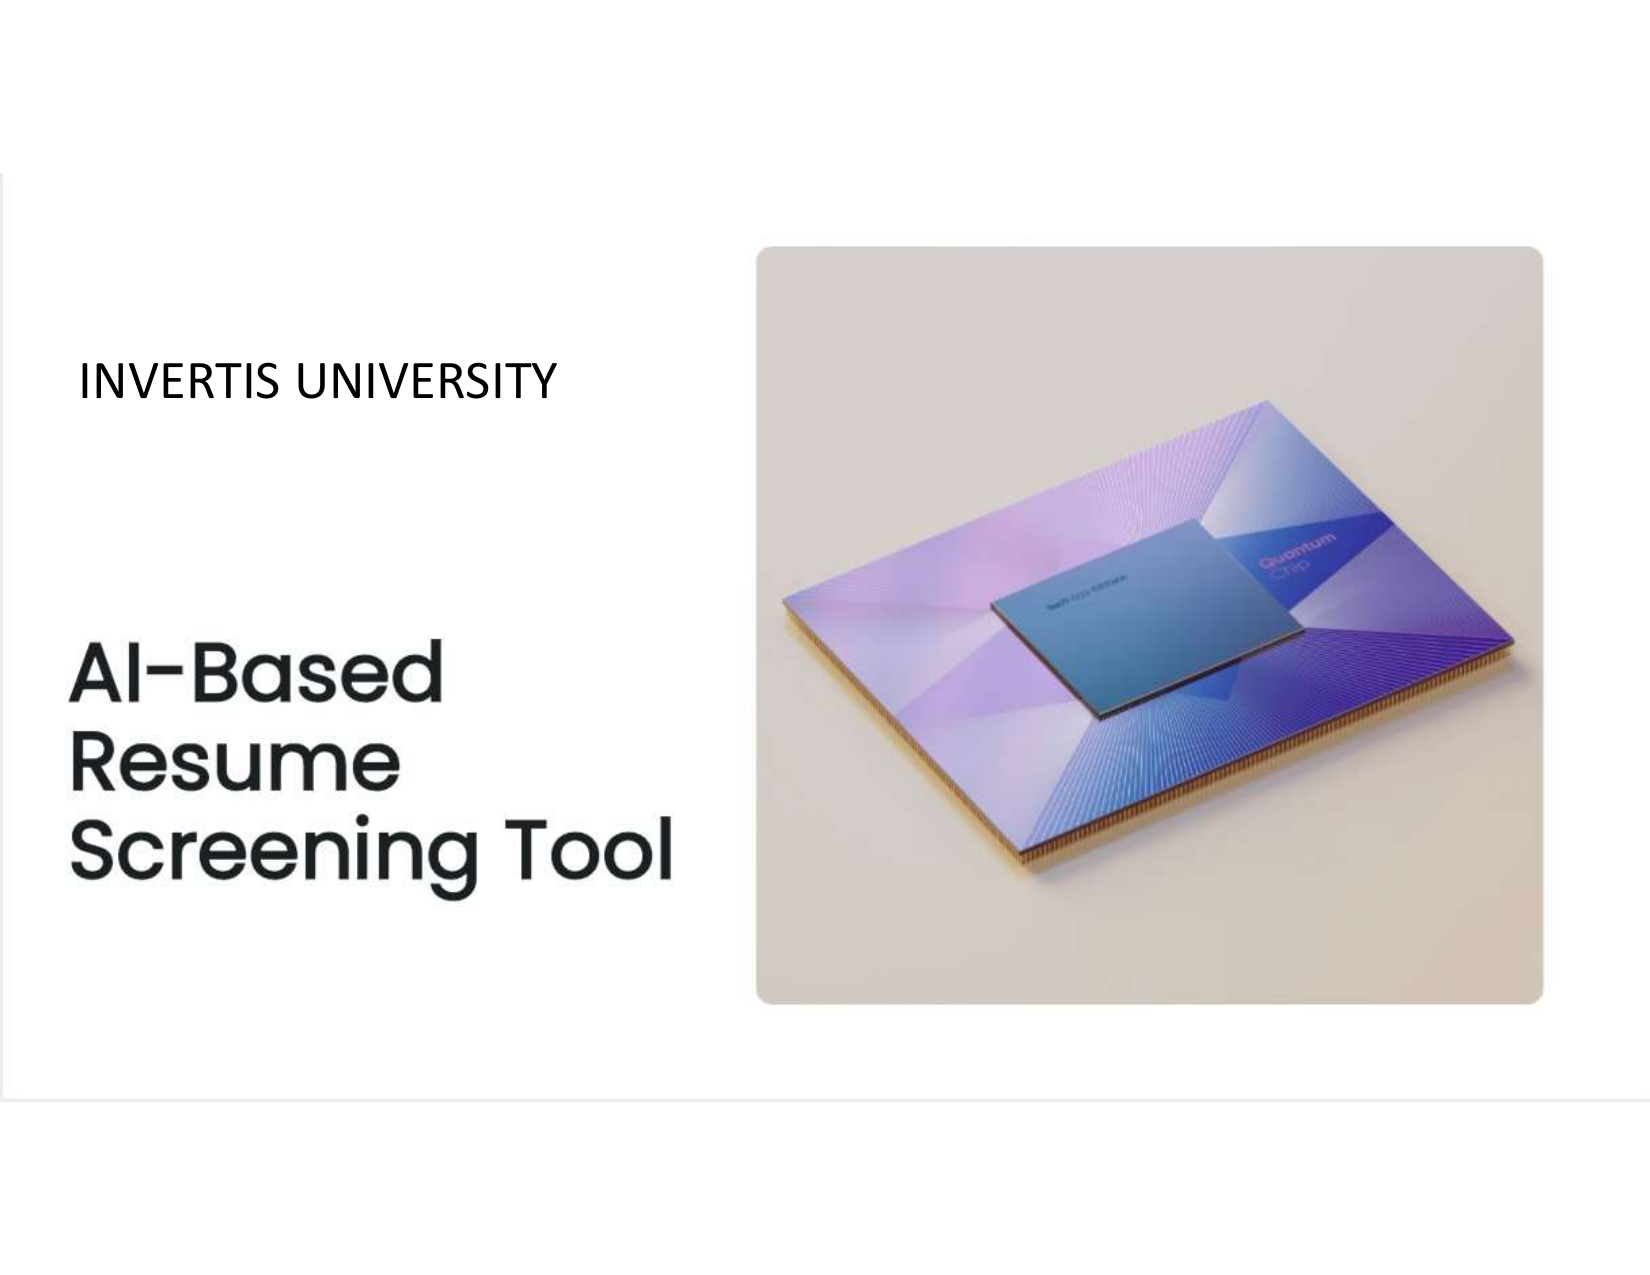 INVERTIS UNIVERSITY
AI-Based
Resume
Screening Tool
Quantum
Chip